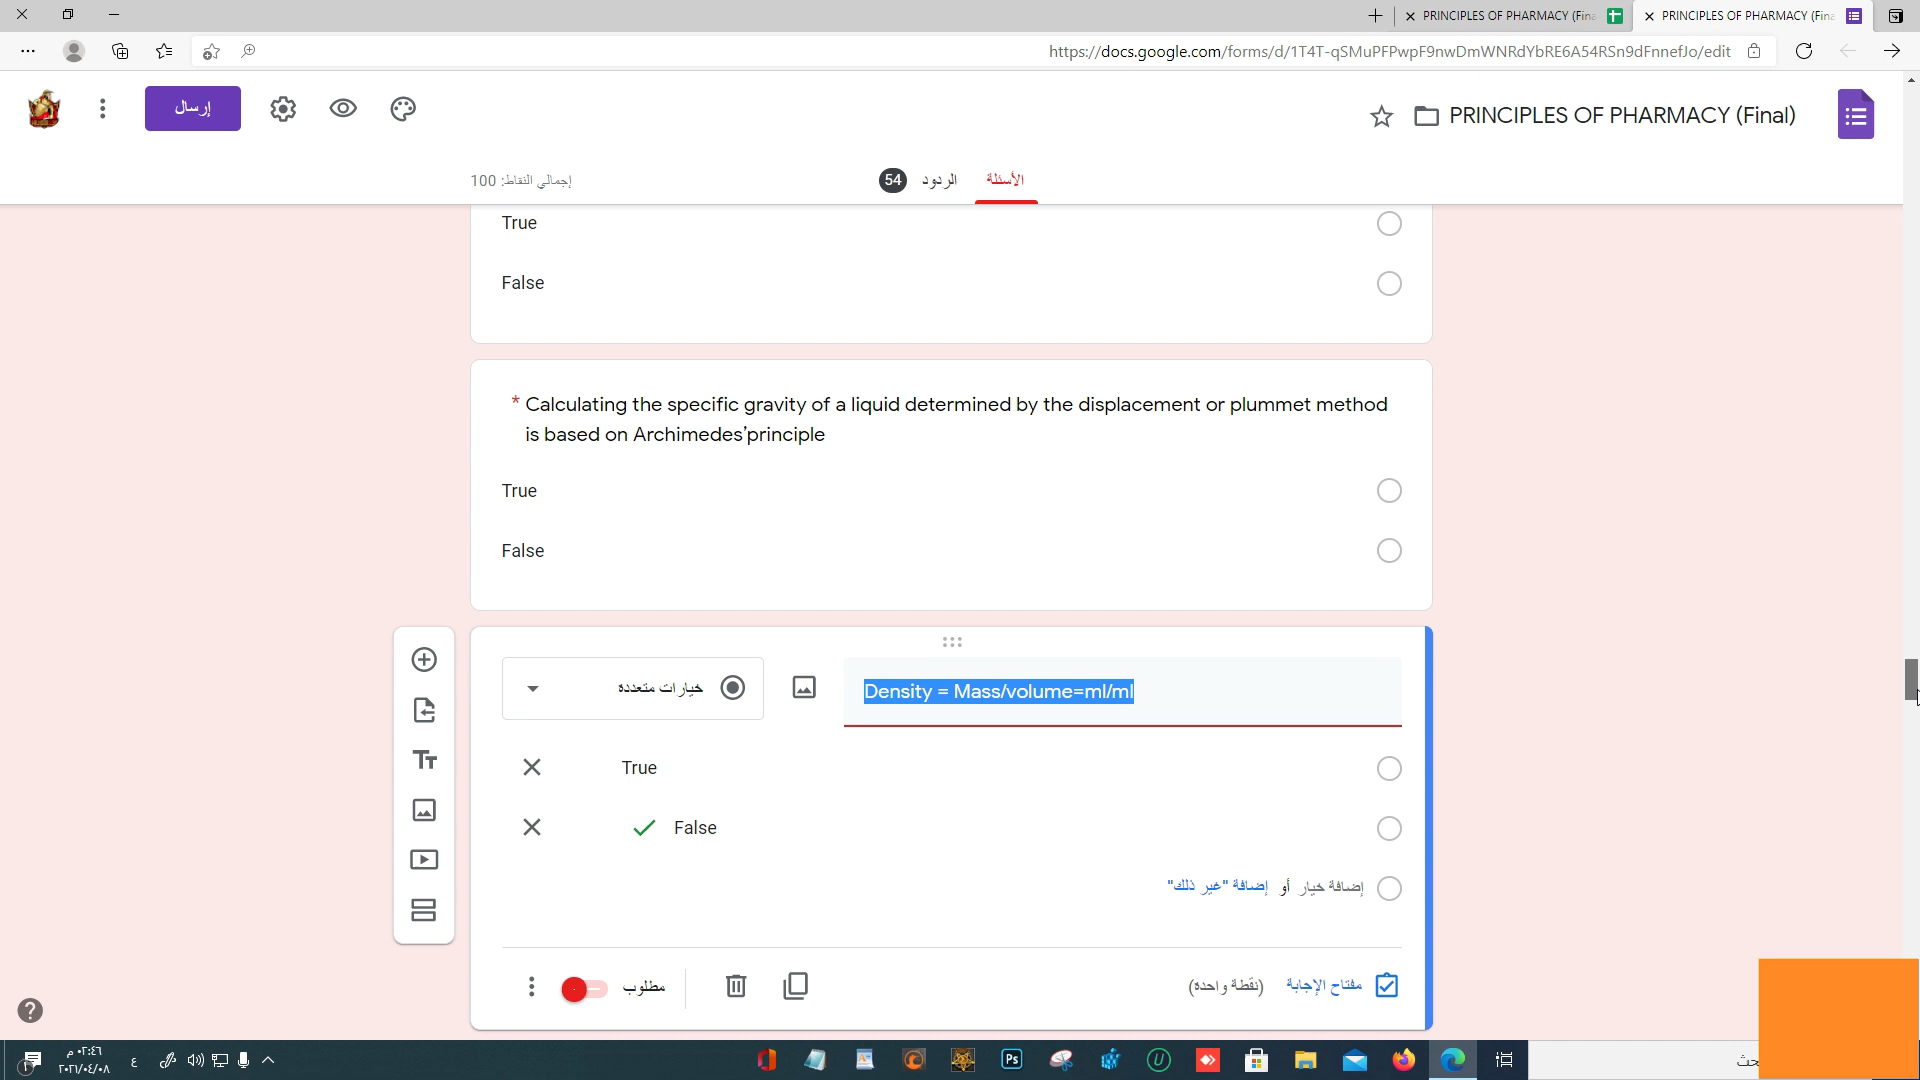 PRINCIPLES OF PHARMACY (Fina
PRINCIPLES OF PHARMACY (Fina
https://docs.google.com/forms/d/1T4T-qSMuPFPwpF9nwDmWNRdYbRE6A54RSn9dFnnefJo/edit
إرسال
PRINCIPLES OF PHARMACY (Final)
الأسئلة
الردود 54
إجمالي النقاط: 100
True
False
* Calculating the specific gravity of a liquid determined by the displacement or plummet method
is based on Archimedes’principle
True
False
خيارات متعددة
Density = Mass/volume=ml/ml
True
False
إضافة خيار أو إضافة "غير ذلك"
مفتاح الإجابة (نقطة واحدة)
مطلوب
Tт
Ps
ع
٠٢:٤٦ م
٢٠٢١/٠٤/٠٨